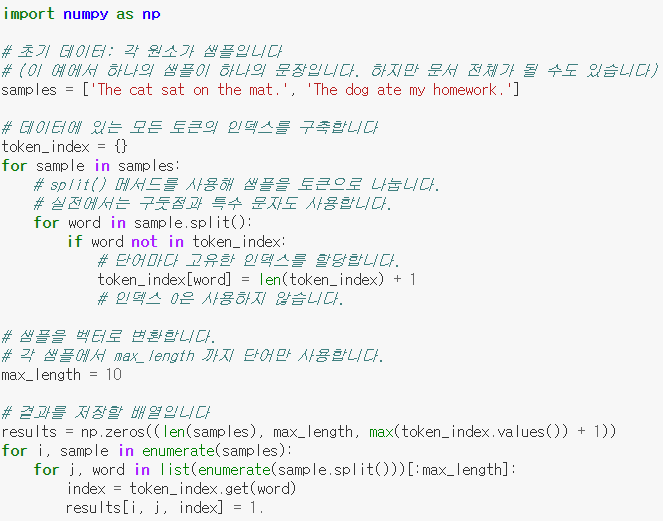 import numpy as np
# 초기 데이터: 각 원소가 샘플입니다
# (이 예에서 하나의 샘플이 하나의 문장입니다. 하지만 문서 전체가 될 수도 있습니다)
samples = ['The cat sat on the mat.', 'The dog ate my homework.']
# 데이터에 있는 모든 토큰의 인덱스를 구축합니다
token_index = {}
for sample in samples:
    # split() 메서드를 사용해 샘플을 토큰으로 나눕니다.
    # 실전에서는 구둣점과 특수 문자도 사용합니다.
    for word in sample.split():
        if word not in token_index:
            # 단어마다 고유한 인덱스를 할당합니다.
            token_index[word] = len(token_index) + 1
            # 인덱스 0은 사용하지 않습니다.
# 샘플을 벡터로 변환합니다.
# 각 샘플에서 max_length 까지 단어만 사용합니다.
max_length = 10
# 결과를 저장할 배열입니다
results = np.zeros((len(samples), max_length, max(token_index.values()) + 1))
for i, sample in enumerate(samples):
    for j, word in list(enumerate(sample.split()))[:max_length]:
        index = token_index.get(word)
        results[i, j, index] = 1.